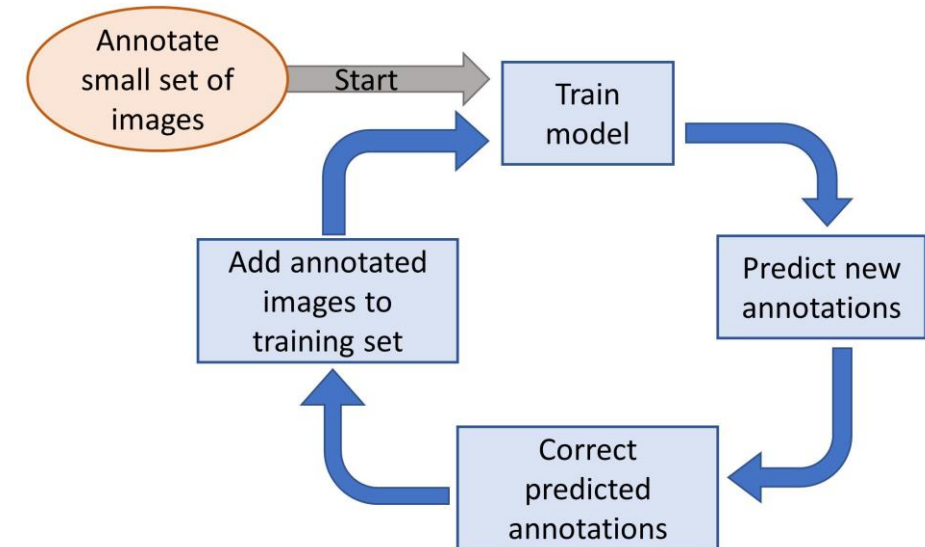 Annotate
small set of
images
Start
Train
model
Predict new
annotations
Correct
predicted
annotations
Add annotated
images to
training set